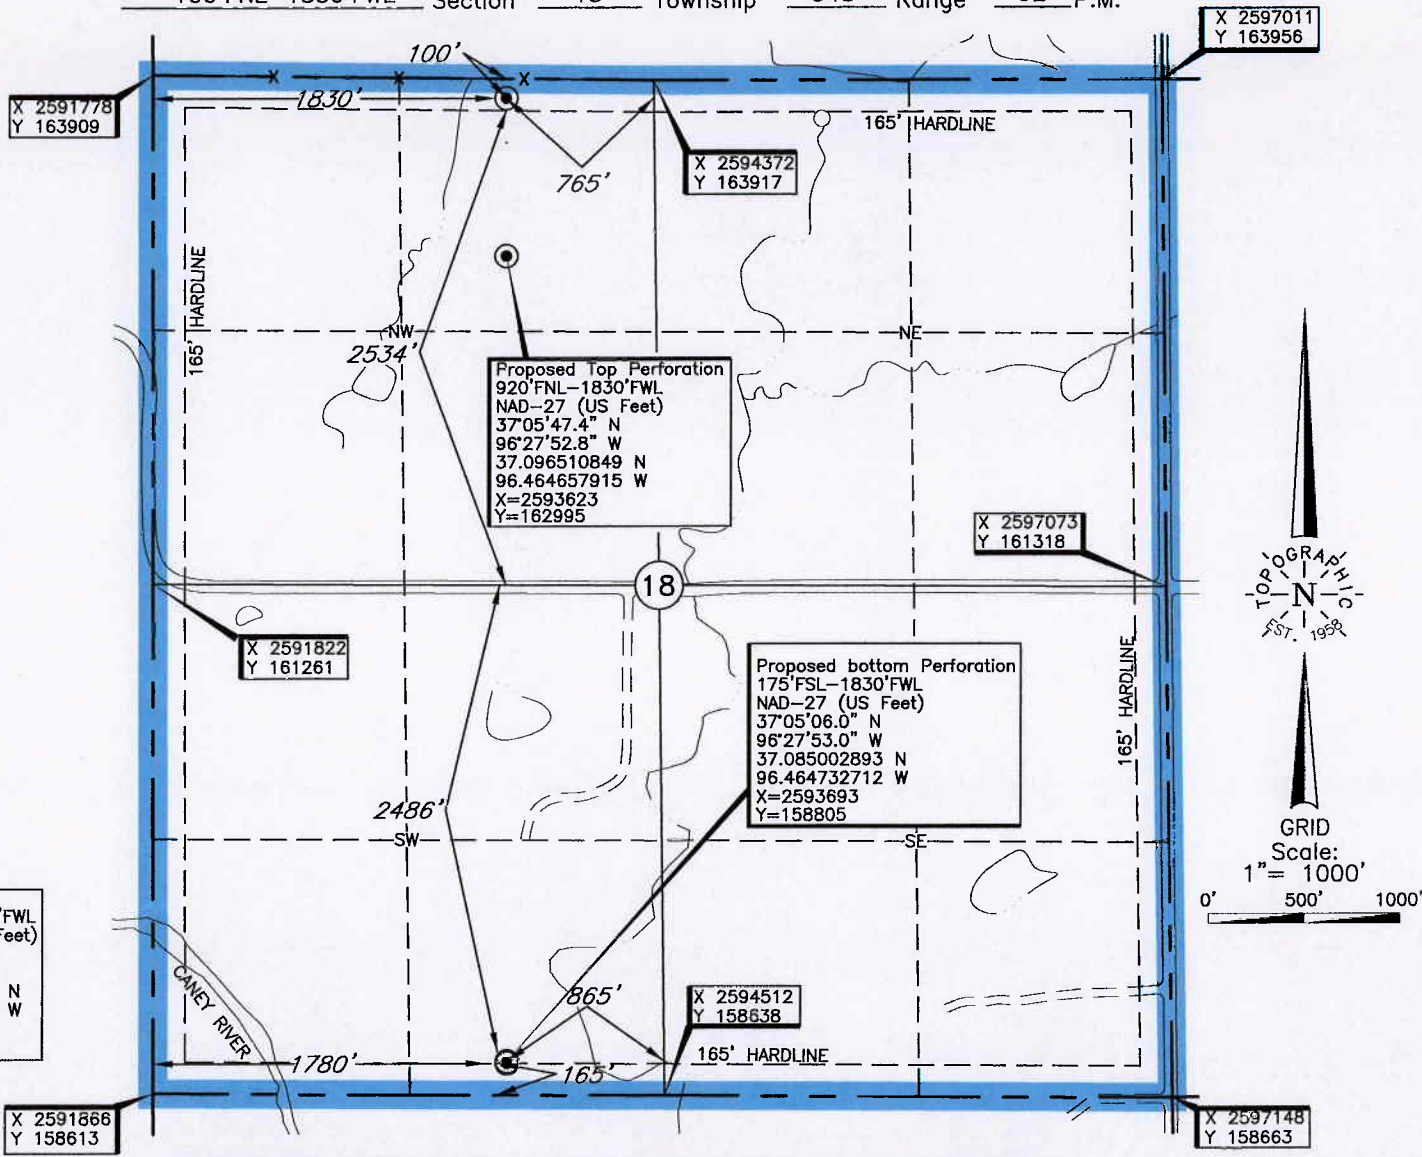 Section Township Range P.M.
X 2597011
Y 163956
100'
X 2591778
Y 163909
1830'
165' HARDLINE
X 2594372
Y 163917
765'
165' HARDLINE
NW
NE
2534'
Proposed Top Perforation
920'FNL-1830'FWL
NAD-27 (US Feet)
37°05'47.4" N
96°27'52.8" W
37.096510849 N
96.464657915 W
X=2593623
Y=162995
X 2597073
Y 161318
18
TOPOGRAPHIC
N
EST. 1958
X 2591822
Y 161261
165' HARDLINE
Proposed bottom Perforation
175'FSL-1830'FWL
NAD-27 (US Feet)
37°05'06.0" N
96°27'53.0" W
37.085002893 N
96.464732712 W
X=2593693
Y=158805
2486'
SW
SE
GRID
Scale:
1"= 1000'
0' 500' 1000'
'FWL
Feet)
N
W
CANEY RIVER
865'
X 2594512
Y 158638
165' HARDLINE
1780'
165'
X 2591866
Y 158613
X 2597148
Y 158663